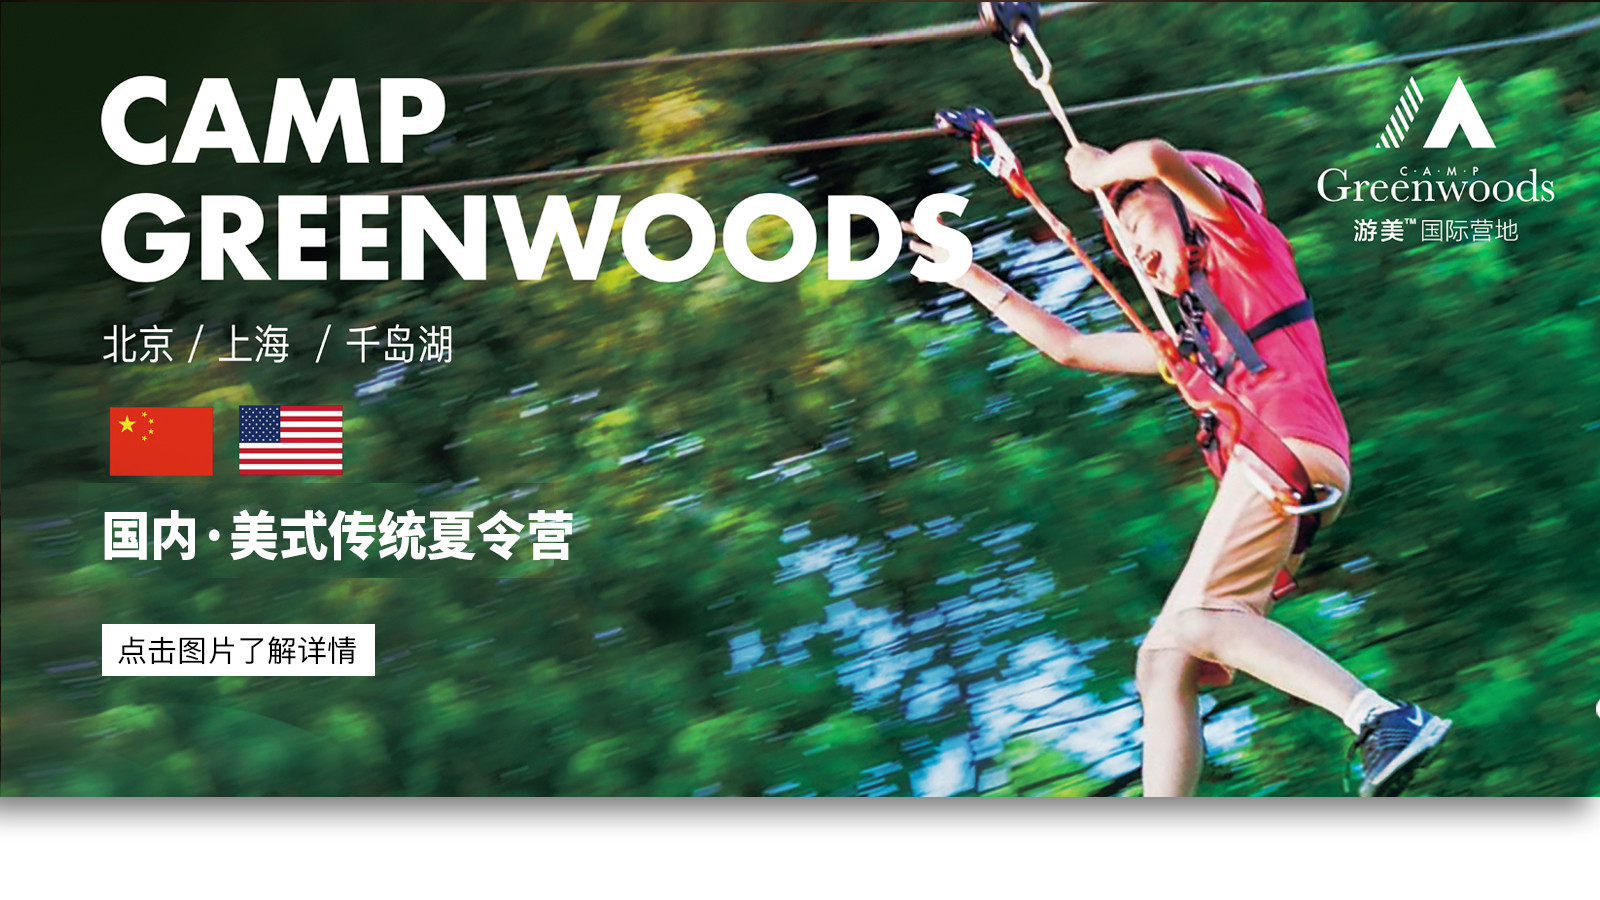 CAMP
GREENWOODS
北京 / 上海 / 千岛湖
国内·美式传统夏令营
点击图片了解详情
C·A·M·P
Greenwoods
游美™国际营地